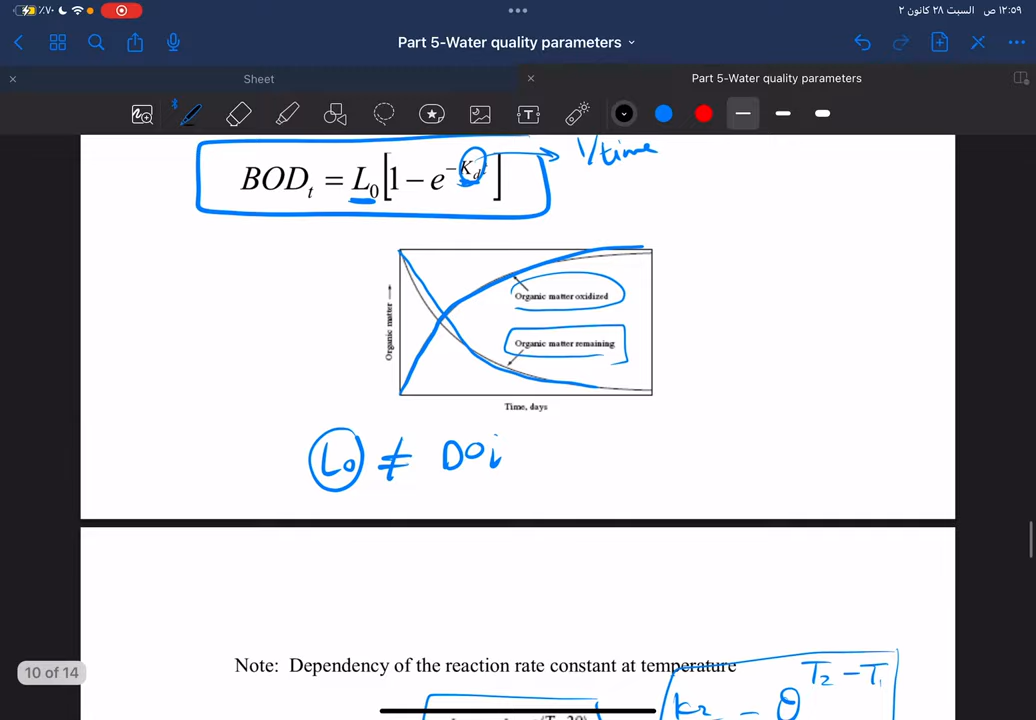 ٪٧٠ ١٢:٥٩ ص السبت ٢٨ كانون ٢
Part 5-Water quality parameters
Sheet
Part 5-Water quality parameters
BOD_t = L_0 [1 − e^{−K_d t}]
1/time
Organic matter
Organic matter oxidized
Organic matter remaining
Time, days
L0 ≠ DOi
10 of 14
Note: Dependency of the reaction rate constant at temperature
K2 = θ^{T2 − T1}